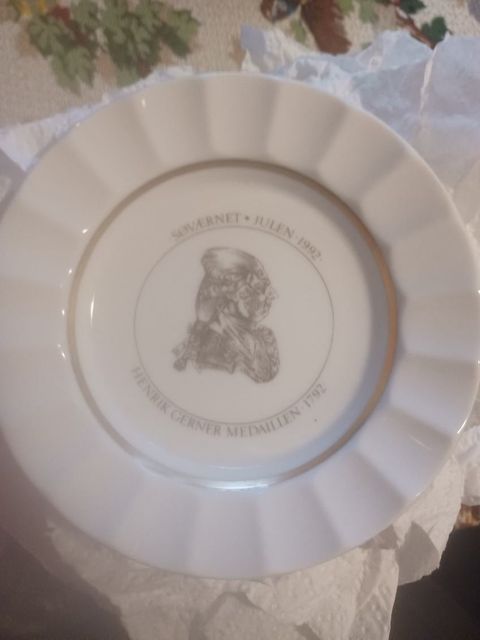 SØVÆRNET • JULEN 1992
HENRIK GERNER MEDAILLEN 1792